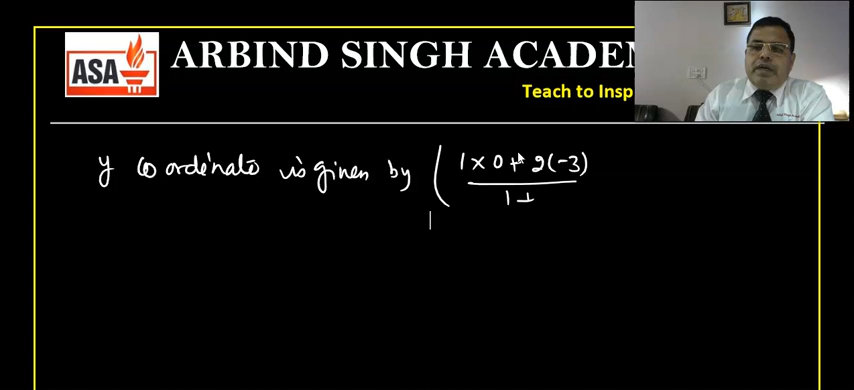 ARBIND SINGH ACADEM
ASA
Teach to Insp
y coordinate is given by ( 1 × 0 + 2(-3)
1 +